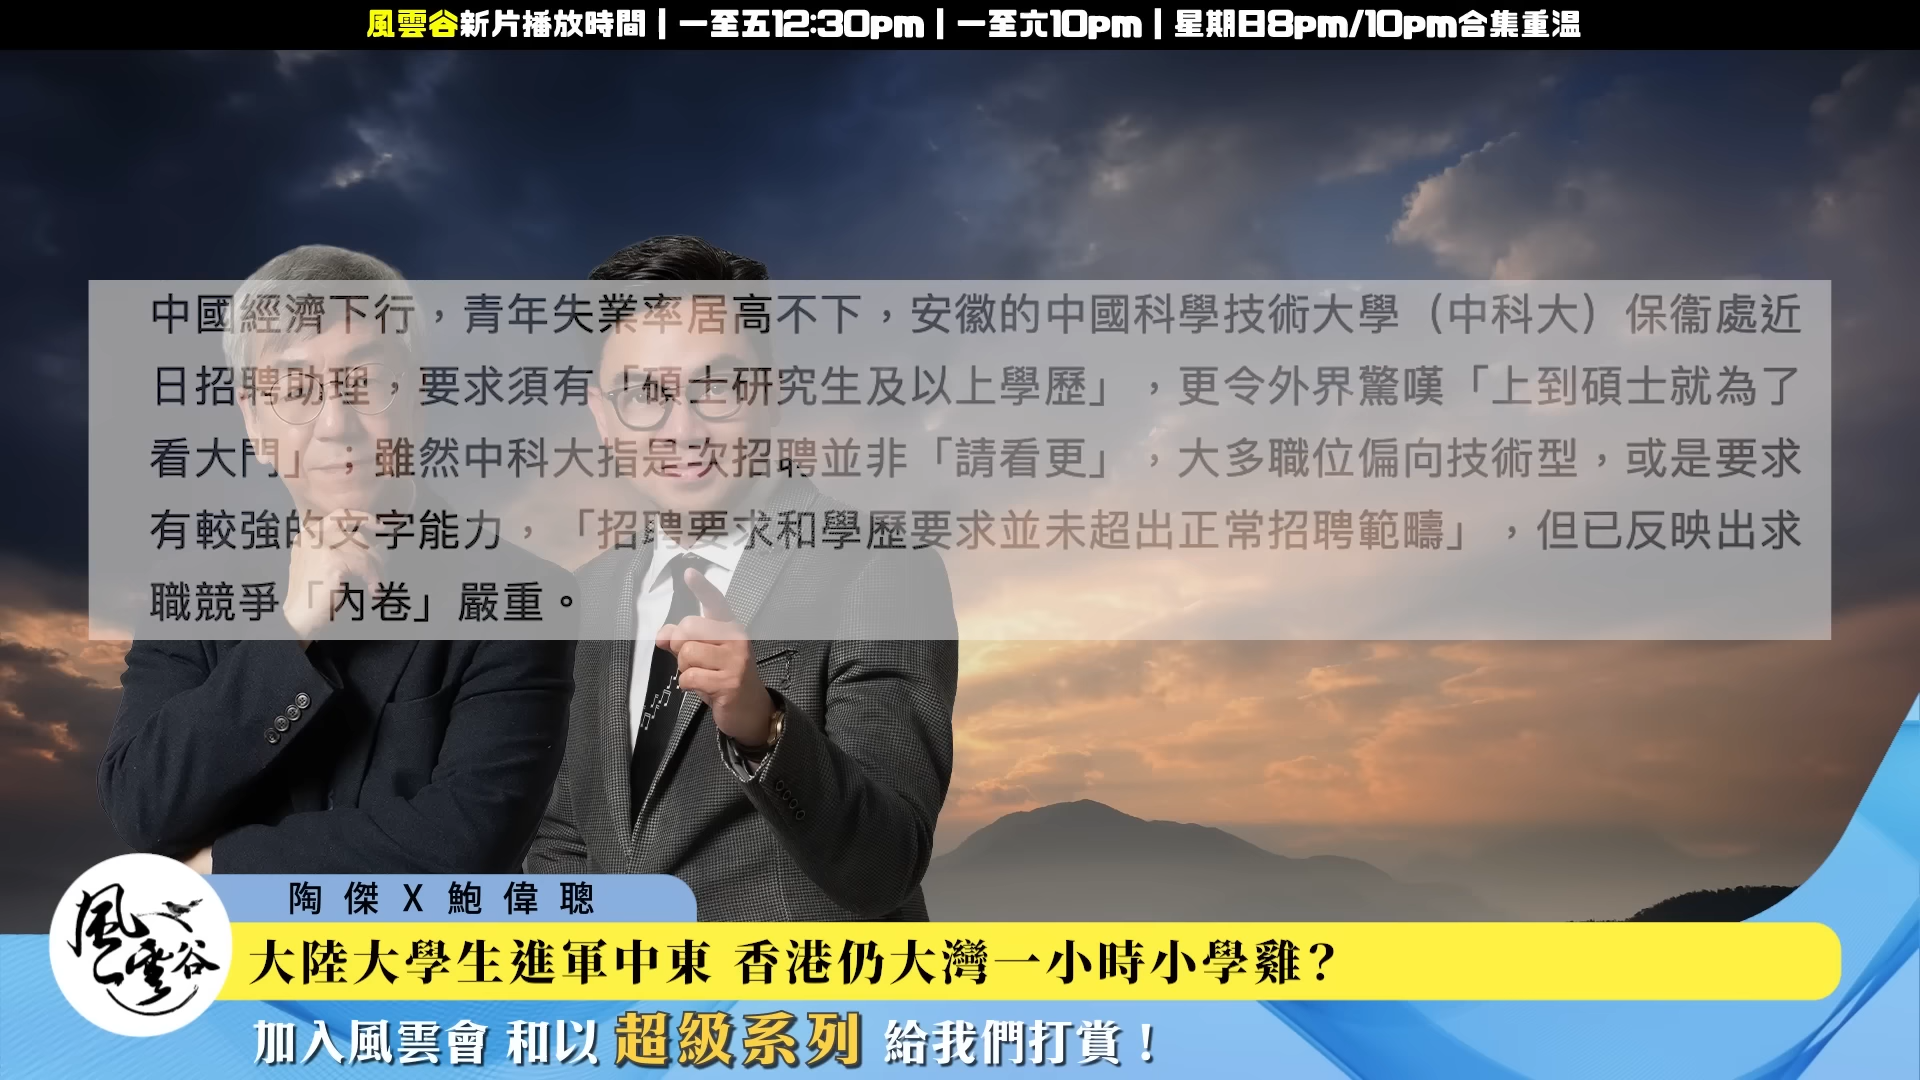 風雲谷新片播放時間 | 一至五12:30pm | 一至六10pm | 星期日8pm/10pm合集重温
中國經濟下行，青年失業率居高不下，安徽的中國科學技術大學（中科大）保衞處近
日招聘助理，要求須有「碩士研究生及以上學歷」，更令外界驚嘆「上到碩士就為了
看大門」；雖然中科大指是次招聘並非「請看更」，大多職位偏向技術型，或是要求
有較強的文字能力，「招聘要求和學歷要求並未超出正常招聘範疇」，但已反映出求
職競爭「內卷」嚴重。
陶傑X鮑偉聰
風雲谷
大陸大學生進軍中東 香港仍大灣一小時小學雞？
加入風雲會 和以 超級系列 給我們打賞！